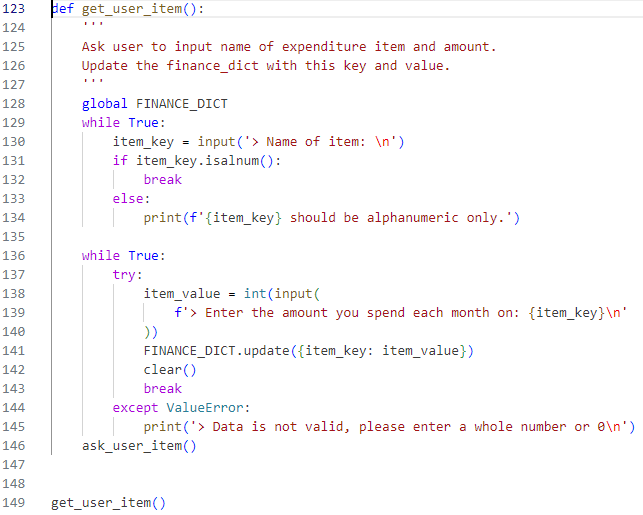 123 def get_user_item():
124     '''
125     Ask user to input name of expenditure item and amount.
126     Update the finance_dict with this key and value.
127     '''
128     global FINANCE_DICT
129     while True:
130         item_key = input('> Name of item: \n')
131         if item_key.isalnum():
132             break
133         else:
134             print(f'{item_key} should be alphanumeric only.')
135
136     while True:
137         try:
138             item_value = int(input(
139                 f'> Enter the amount you spend each month on: {item_key}\n'
140             ))
141             FINANCE_DICT.update({item_key: item_value})
142             clear()
143             break
144         except ValueError:
145             print('> Data is not valid, please enter a whole number or 0\n')
146     ask_user_item()
147
148
149 get_user_item()